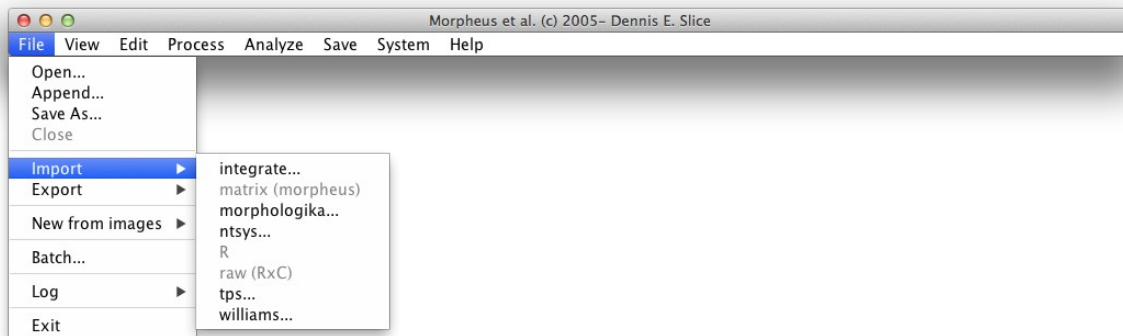 Morpheus et al. (c) 2005- Dennis E. Slice
File View Edit Process Analyze Save System Help
Open...
Append...
Save As...
Close
Import
Export
New from images
Batch...
Log
Exit
integrate...
matrix (morpheus)
morphologika...
ntsys...
R
raw (RxC)
tps...
williams...